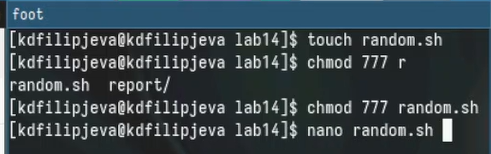 foot
[kdfilipjeva@kdfilipjeva lab14]$ touch random.sh
[kdfilipjeva@kdfilipjeva lab14]$ chmod 777 r
random.sh  report/
[kdfilipjeva@kdfilipjeva lab14]$ chmod 777 random.sh
[kdfilipjeva@kdfilipjeva lab14]$ nano random.sh